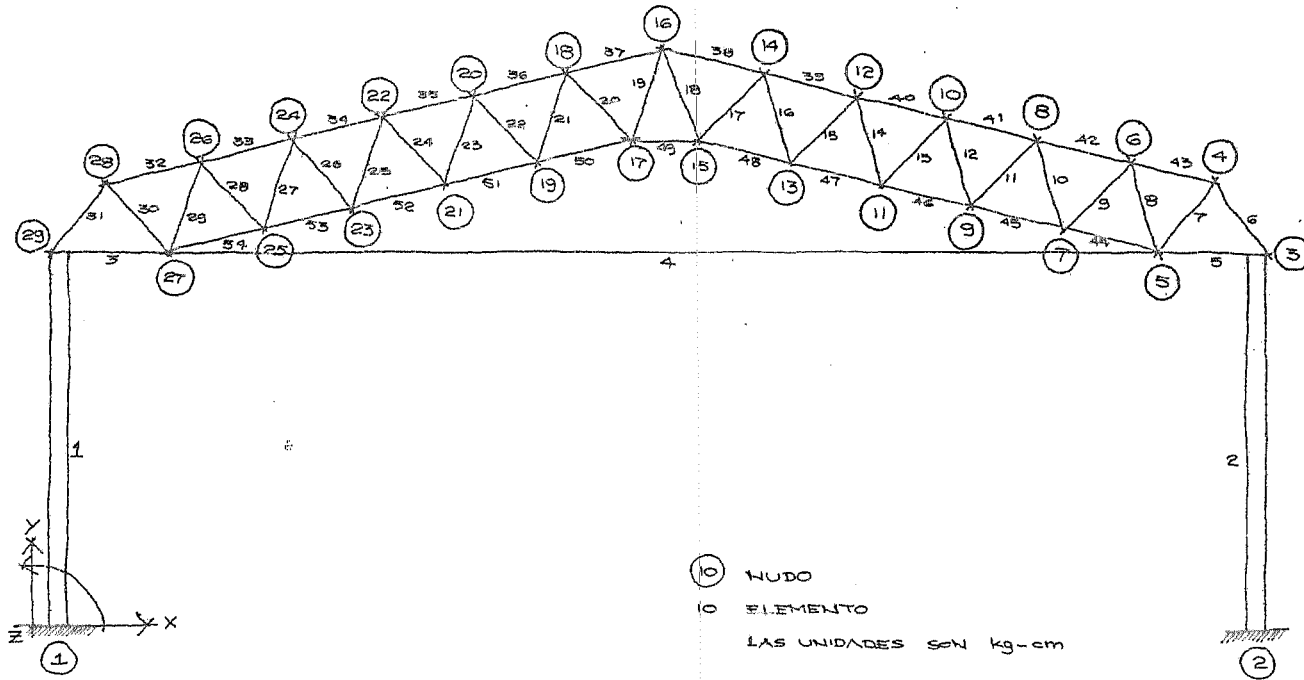 16
37 38
18 14
36 19 18 39
20 12
35 20 17 40
22 21 16 10
34 22 15 41
24 23 14 8
33 24 13 42
26 25 50 17 49 15 48 12 6
32 26 19 13 47 11 43
28 27 51 11 46 10 4
31 30 29 28 52 21 9 45 9 8 7 6
29 53 23 7 44
3 54 25 4 5 3
27 5
1 2
Y
10 NUDO
10 ELEMENTO
X
Z
LAS UNIDADES SON kg-cm
1 2